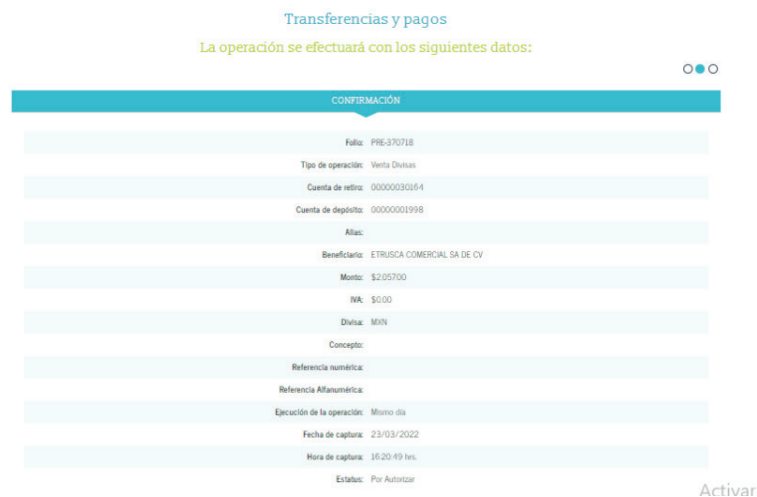 Transferencias y pagos
La operación se efectuará con los siguientes datos:
CONFIRMACIÓN
Folio: PRE-370718
Tipo de operación: Venta Divisas
Cuenta de retiro: 00000030164
Cuenta de depósito: 00000001998
Alias:
Beneficiario: ETRUSCA COMERCIAL SA DE CV
Monto: $2,057.00
IVA: $0.00
Divisa: MXN
Concepto:
Referencia numérica:
Referencia Alfanumérica:
Ejecución de la operación: Mismo día
Fecha de captura: 23/03/2022
Hora de captura: 16:20:49 hrs.
Estatus: Por Autorizar
Activar